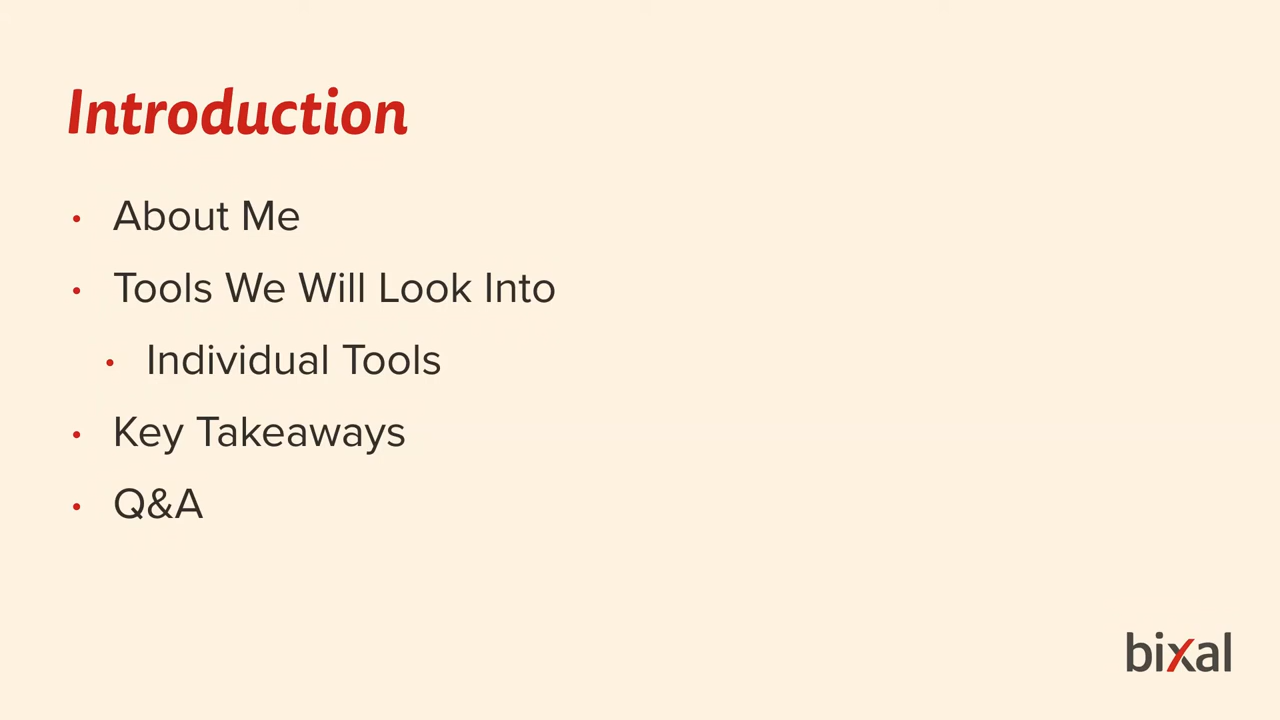 Introduction
• About Me
• Tools We Will Look Into
• Individual Tools
• Key Takeaways
• Q&A
bixal